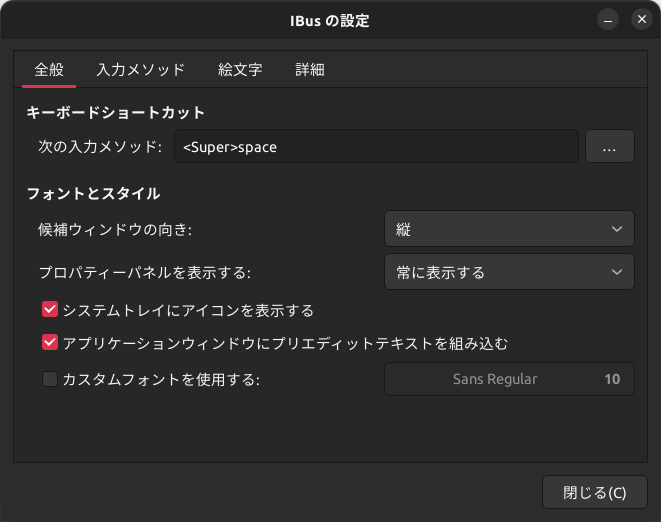 IBus の設定
全般 入力メソッド 絵文字 詳細
キーボードショートカット
次の入力メソッド: <Super>space ...
フォントとスタイル
候補ウィンドウの向き: 縦
プロパティーパネルを表示する: 常に表示する
システムトレイにアイコンを表示する
アプリケーションウィンドウにプリエディットテキストを組み込む
カスタムフォントを使用する: Sans Regular 10
閉じる(C)